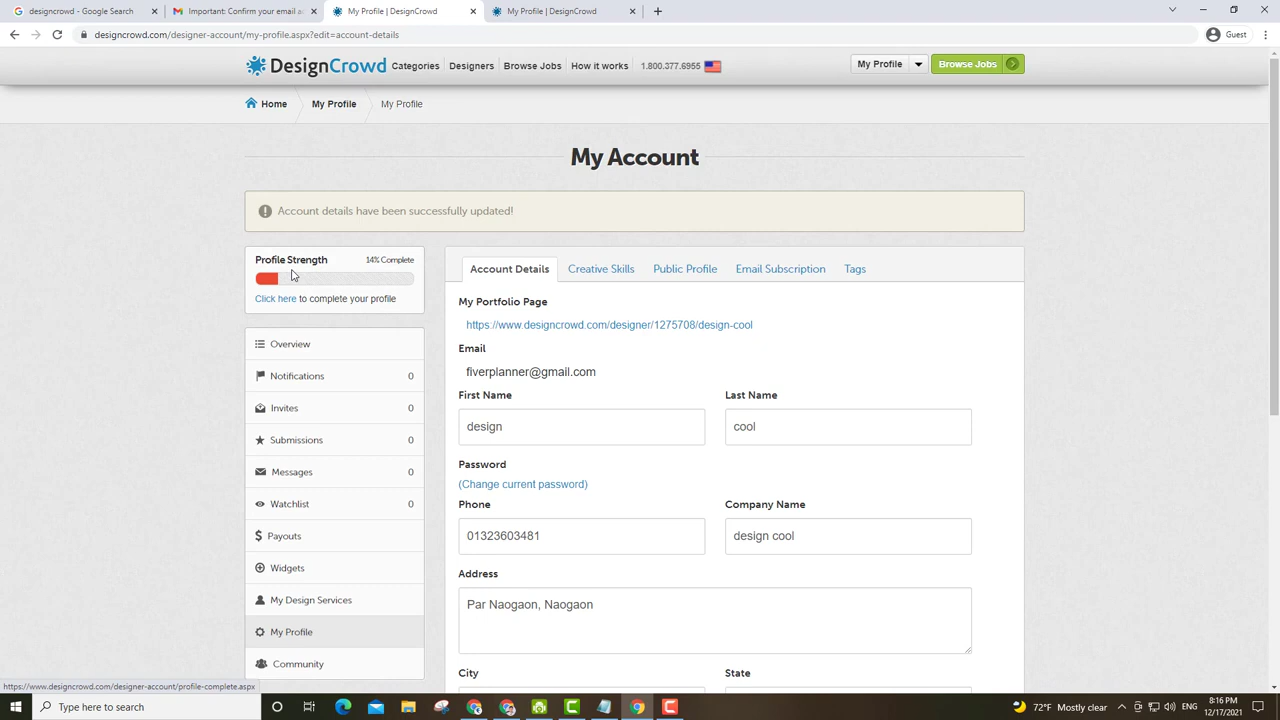 designcrowd - Google Search
Important: Confirm your email a
My Profile | DesignCrowd
My Profile | DesignCrowd
designcrowd.com/designer-account/my-profile.aspx?edit=account-details
Guest
DesignCrowd
Categories
Designers
Browse Jobs
How it works
1.800.377.6955
My Profile
Browse Jobs
Home
My Profile
My Profile
My Account
Account details have been successfully updated!
Profile Strength
14% Complete
Click here to complete your profile
Overview
Notifications 0
Invites 0
Submissions 0
Messages 0
Watchlist 0
Payouts
Widgets
My Design Services
My Profile
Community
Account Details
Creative Skills
Public Profile
Email Subscription
Tags
My Portfolio Page
https://www.designcrowd.com/designer/1275708/design-cool
Email
fiverplanner@gmail.com
First Name
Last Name
design
cool
Password
(Change current password)
Phone
Company Name
01323603481
design cool
Address
Par Naogaon, Naogaon
City
State
https://www.designcrowd.com/designer-account/profile-complete.aspx
Type here to search
72°F Mostly clear
ENG
8:16 PM
12/17/2021